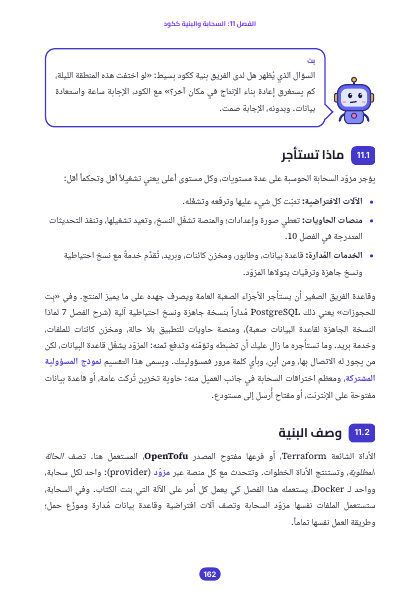 الفصل 11: السحابة والبنية ككود
بت
السؤال الذي يُظهر هل لدى الفريق بنية ككود بسيط: «لو اختفت هذه المنطقة الليلة،
كم يستغرق إعادة بناء الإنتاج في مكان آخر؟» مع الكود، الإجابة ساعة واستعادة
بيانات. وبدونه، الإجابة صمت.
11.1 ماذا تستأجر
يؤجر مزوّد السحابة الحوسبة على عدة مستويات، وكل مستوى أعلى يعني تشغيلًا أقل وتحكمًا أقل:
• الآلات الافتراضية: تثبّت كل شيء عليها وترقّعه وتشغّله.
• منصات الحاويات: تعطي صورة وإعدادات؛ والمنصة تشغّل النسخ، وتعيد تشغيلها، وتنفذ التحديثات
المتدرجة في الفصل 10.
• الخدمات المُدارة: قاعدة بيانات، وطابور، ومخزن كائنات، وبريد، تُقدَّم خدمةً مع نسخ احتياطية
ونسخ جاهزة وترقيات يتولاها المزوّد.
وقاعدة الفريق الصغير أن يستأجر الأجزاء الصعبة العامة ويصرف جهده على ما يميز المنتج. وفي «بِت
للحجوزات» يعني ذلك PostgreSQL مُدارًا بنسخة جاهزة ونسخ احتياطية آلية (شرح الفصل 7 لماذا
النسخة الجاهزة لقاعدة البيانات صعبة)، ومنصة حاويات للتطبيق بلا حالة، ومخزن كائنات للملفات،
وخدمة بريد. وما تستأجره ما زال عليك أن تضبطه وتؤمّنه وتدفع ثمنه: المزوّد يشغّل قاعدة البيانات، لكن
من يجوز له الاتصال بها، ومن أين، وبأي كلمة مرور فمسؤوليتك. ويسمى هذا التقسيم نموذج المسؤولية
المشتركة، ومعظم اختراقات السحابة في جانب العميل منه: حاوية تخزين تُركت عامة، أو قاعدة بيانات
مفتوحة على الإنترنت، أو مفتاح أُرسل إلى مستودع.
11.2 وصف البنية
الأداة الشائعة Terraform، أو فرعها مفتوح المصدر OpenTofu، المستعمل هنا. تصف الحالة
المطلوبة، وتستنتج الأداة الخطوات. وتتحدث مع كل منصة عبر مزوّد (provider): واحد لكل سحابة،
وواحد لـ Docker، يستعمله هذا الفصل كي يعمل كل أمر على الآلة التي بنت الكتاب. وفي السحابة،
ستستعمل الملفات نفسها مزوّد السحابة وتصف آلات افتراضية وقاعدة بيانات مُدارة وموزّع حمل؛
وطريقة العمل نفسها تمامًا.
162